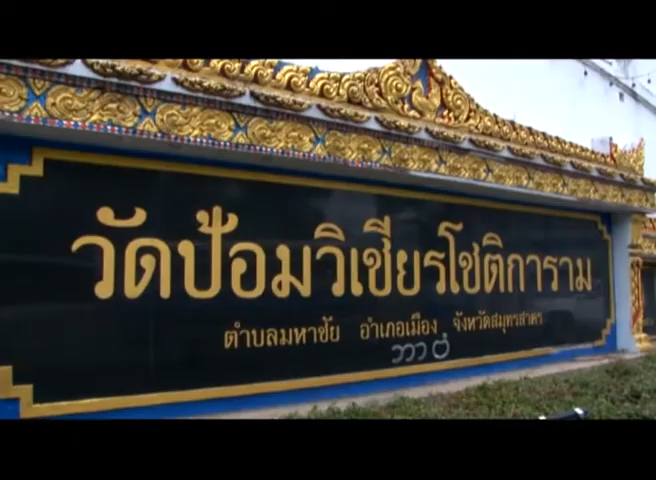 วัดป้อมวิเชียรโชติการาม
ตำบลมหาชัย อำเภอเมือง จังหวัดสมุทรสาคร